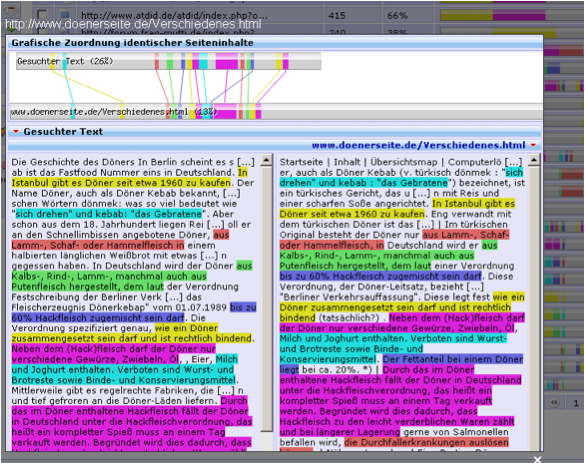 http://www.atdid.de/atdid/index.php?o...
415
66%
http://www.doenerseite.de/Verschiedenes.html
http://forum.frag-mutti.de/index.php
240
38%
Grafische Zuordnung identischer Seiteninhalte
Gesuchter Text (26%)
www.doenerseite.de/Verschiedenes.html (13%)
Gesuchter Text
www.doenerseite.de/Verschiedenes.html
Die Geschichte des Döners In Berlin scheint es s [...]
ab ist das Fastfood Nummer eins in Deutschland. In
Istanbul gibt es Döner seit etwa 1960 zu kaufen. Der
Name Döner, auch als Döner Kebab bekannt, [...]
schen Wörtern dönmek: was so viel bedeutet wie
"sich drehen" und kebab: "das Gebratene". Aber
schon aus dem 18. Jahrhundert liegen Rei [...] oll er
an den Schnellimbissen angebotene Döner, aus
Lamm-, Schaf- oder Hammelfleisch in einem
halbierten länglichen Weißbrot mit etwas [...]
n gegessen haben. In Deutschland wird der Döner aus
Kalbs-, Rind-, Lamm-, manchmal auch aus
Putenfleisch hergestellt, dem laut der Verordnung
Festschreibung der Berliner Verk [...] das
Fleischerzeugnis Dönerkebap" vom 01.07.1989 bis zu
60% Hackfleisch zugemischt sein darf. Die
Verordnung spezifiziert genau, wie ein Döner
zusammengesetzt sein darf und ist rechtlich bindend.
Neben dem (Hack)fleisch darf der Döner nur
verschiedene Gewürze, Zwiebeln, Öl, , Eier, Milch
und Joghurt enthalten. Verboten sind Wurst- und
Brotreste sowie Binde- und Konservierungsmittel.
Mittlerweile gibt es regelrechte Fabriken, die [...] n
und tief gefroren an die Döner-Läden liefern. Durch
das im Döner enthaltene Hackfleisch fällt der Döner
in Deutschland unter die Hackfleischverordnung, das
heißt ein kompletter Spieß muss an einem Tag
verkauft werden. Begründet wird dies dadurch, dass
Startseite | Inhalt | Übersichtsmap | Computerlö [...]
er, auch als Döner Kebab (v. türkisch dönmek : "sich
drehen" und kebab : "das Gebratene") bezeichnet, ist
ein türkisches Gericht, das u [...] n mit Reis und
einer scharfen Soße angerichtet. In Istanbul gibt es
Döner seit etwa 1960 zu kaufen. Eng verwandt mit
dem türkischen Döner ist das [...] | Im türkischen
Original besteht der Döner nur aus Lamm-, Schaf-
oder Hammelfleisch, in Deutschland wird er aus
Kalbs-, Rind-, Lamm-, manchmal auch aus
Putenfleisch hergestellt, dem laut einer Verordnung
bis zu 60% Hackfleisch zugemischt sein darf. Diese
Verordnung, der Döner-Leitsatz, bezieht [...]
"Berliner Verkehrsauffassung". Diese legt fest wie ein
Döner zusammengesetzt sein darf und ist rechtlich
bindend (tatsächlich?) . Neben dem (Hack)fleisch darf
der Döner nur verschiedene Gewürze, Zwiebeln, Öl,
Eier, Milch und Joghurt enthalten. Verboten sind Wurst-
und Brotreste sowie Binde- und
Konservierungsmittel. Der Fettanteil bei einem Döner
liegt bei ca. 20%. *) | Durch das im Döner
enthaltene Hackfleisch fällt der Döner in Deutschland
unter die Hackfleischverordnung, das heißt ein
kompletter Spieß muss an einem Tag verkauft
werden. Begründet wird dies dadurch, dass
Hackfleisch zu den leicht verderblichen Waren zählt
und bei längerer Lagerung gerne von Salmonellen
befallen wird, die Durchfallerkrankungen auslösen
1